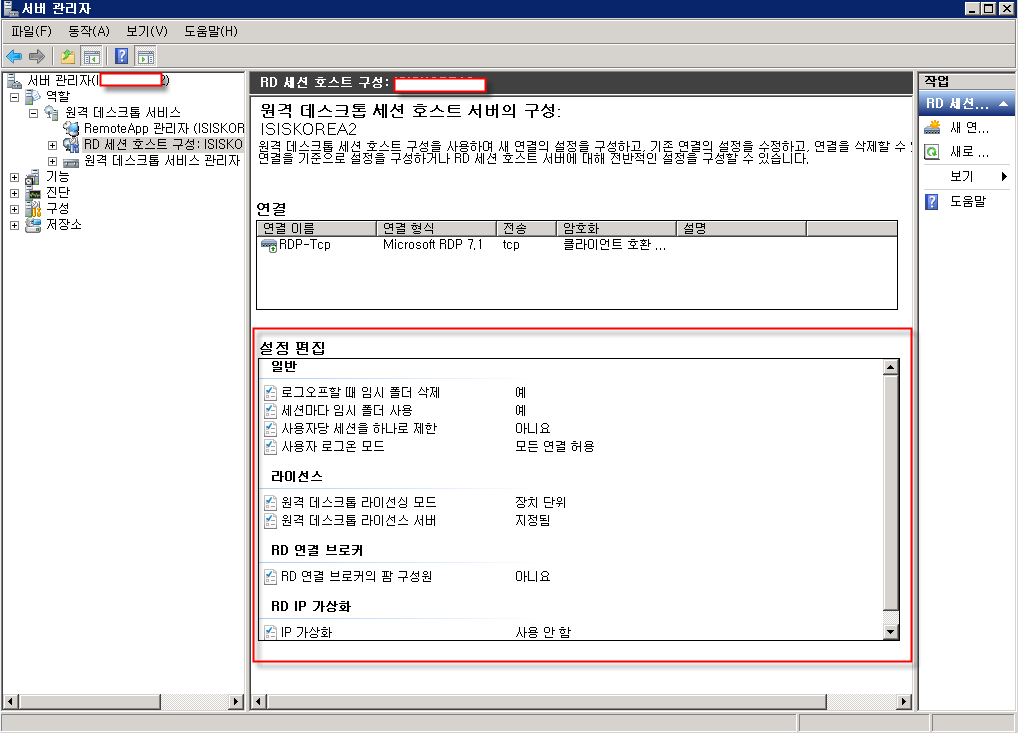 서버 관리자
파일(F) 동작(A) 보기(V) 도움말(H)
서버 관리자(I 2)
역할
원격 데스크톱 서비스
RemoteApp 관리자 (ISISKOR
RD 세션 호스트 구성: ISISKO
원격 데스크톱 서비스 관리자
기능
진단
구성
저장소
RD 세션 호스트 구성:
원격 데스크톱 세션 호스트 서버의 구성:
ISISKOREA2
원격 데스크톱 세션 호스트 구성을 사용하여 새 연결의 설정을 구성하고, 기존 연결의 설정을 수정하고, 연결을 삭제할 수
연결을 기준으로 설정을 구성하거나 RD 세션 호스트 서버에 대해 전반적인 설정을 구성할 수 있습니다.
연결
연결 이름 연결 형식 전송 암호화 설명
RDP-Tcp Microsoft RDP 7.1 tcp 클라이언트 호환 ...
설정 편집
일반
로그오프할 때 임시 폴더 삭제 예
세션마다 임시 폴더 사용 예
사용자당 세션을 하나로 제한 아니요
사용자 로그온 모드 모든 연결 허용
라이선스
원격 데스크톱 라이선싱 모드 장치 단위
원격 데스크톱 라이선스 서버 지정됨
RD 연결 브로커
RD 연결 브로커의 팜 구성원 아니요
RD IP 가상화
IP 가상화 사용 안 함
작업
RD 세션...
새 연...
새로 ...
보기
도움말